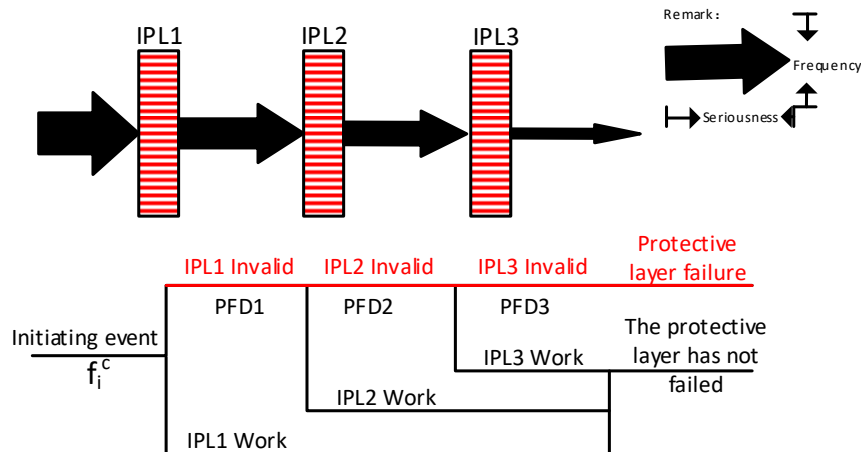 IPL1
IPL2
IPL3
Remark:
Frequency
Seriousness
IPL1 Invalid
IPL2 Invalid
IPL3 Invalid
Protective
layer failure
PFD1
PFD2
PFD3
Initiating event
f_i^c
IPL3 Work
The protective
layer has not
failed
IPL2 Work
IPL1 Work